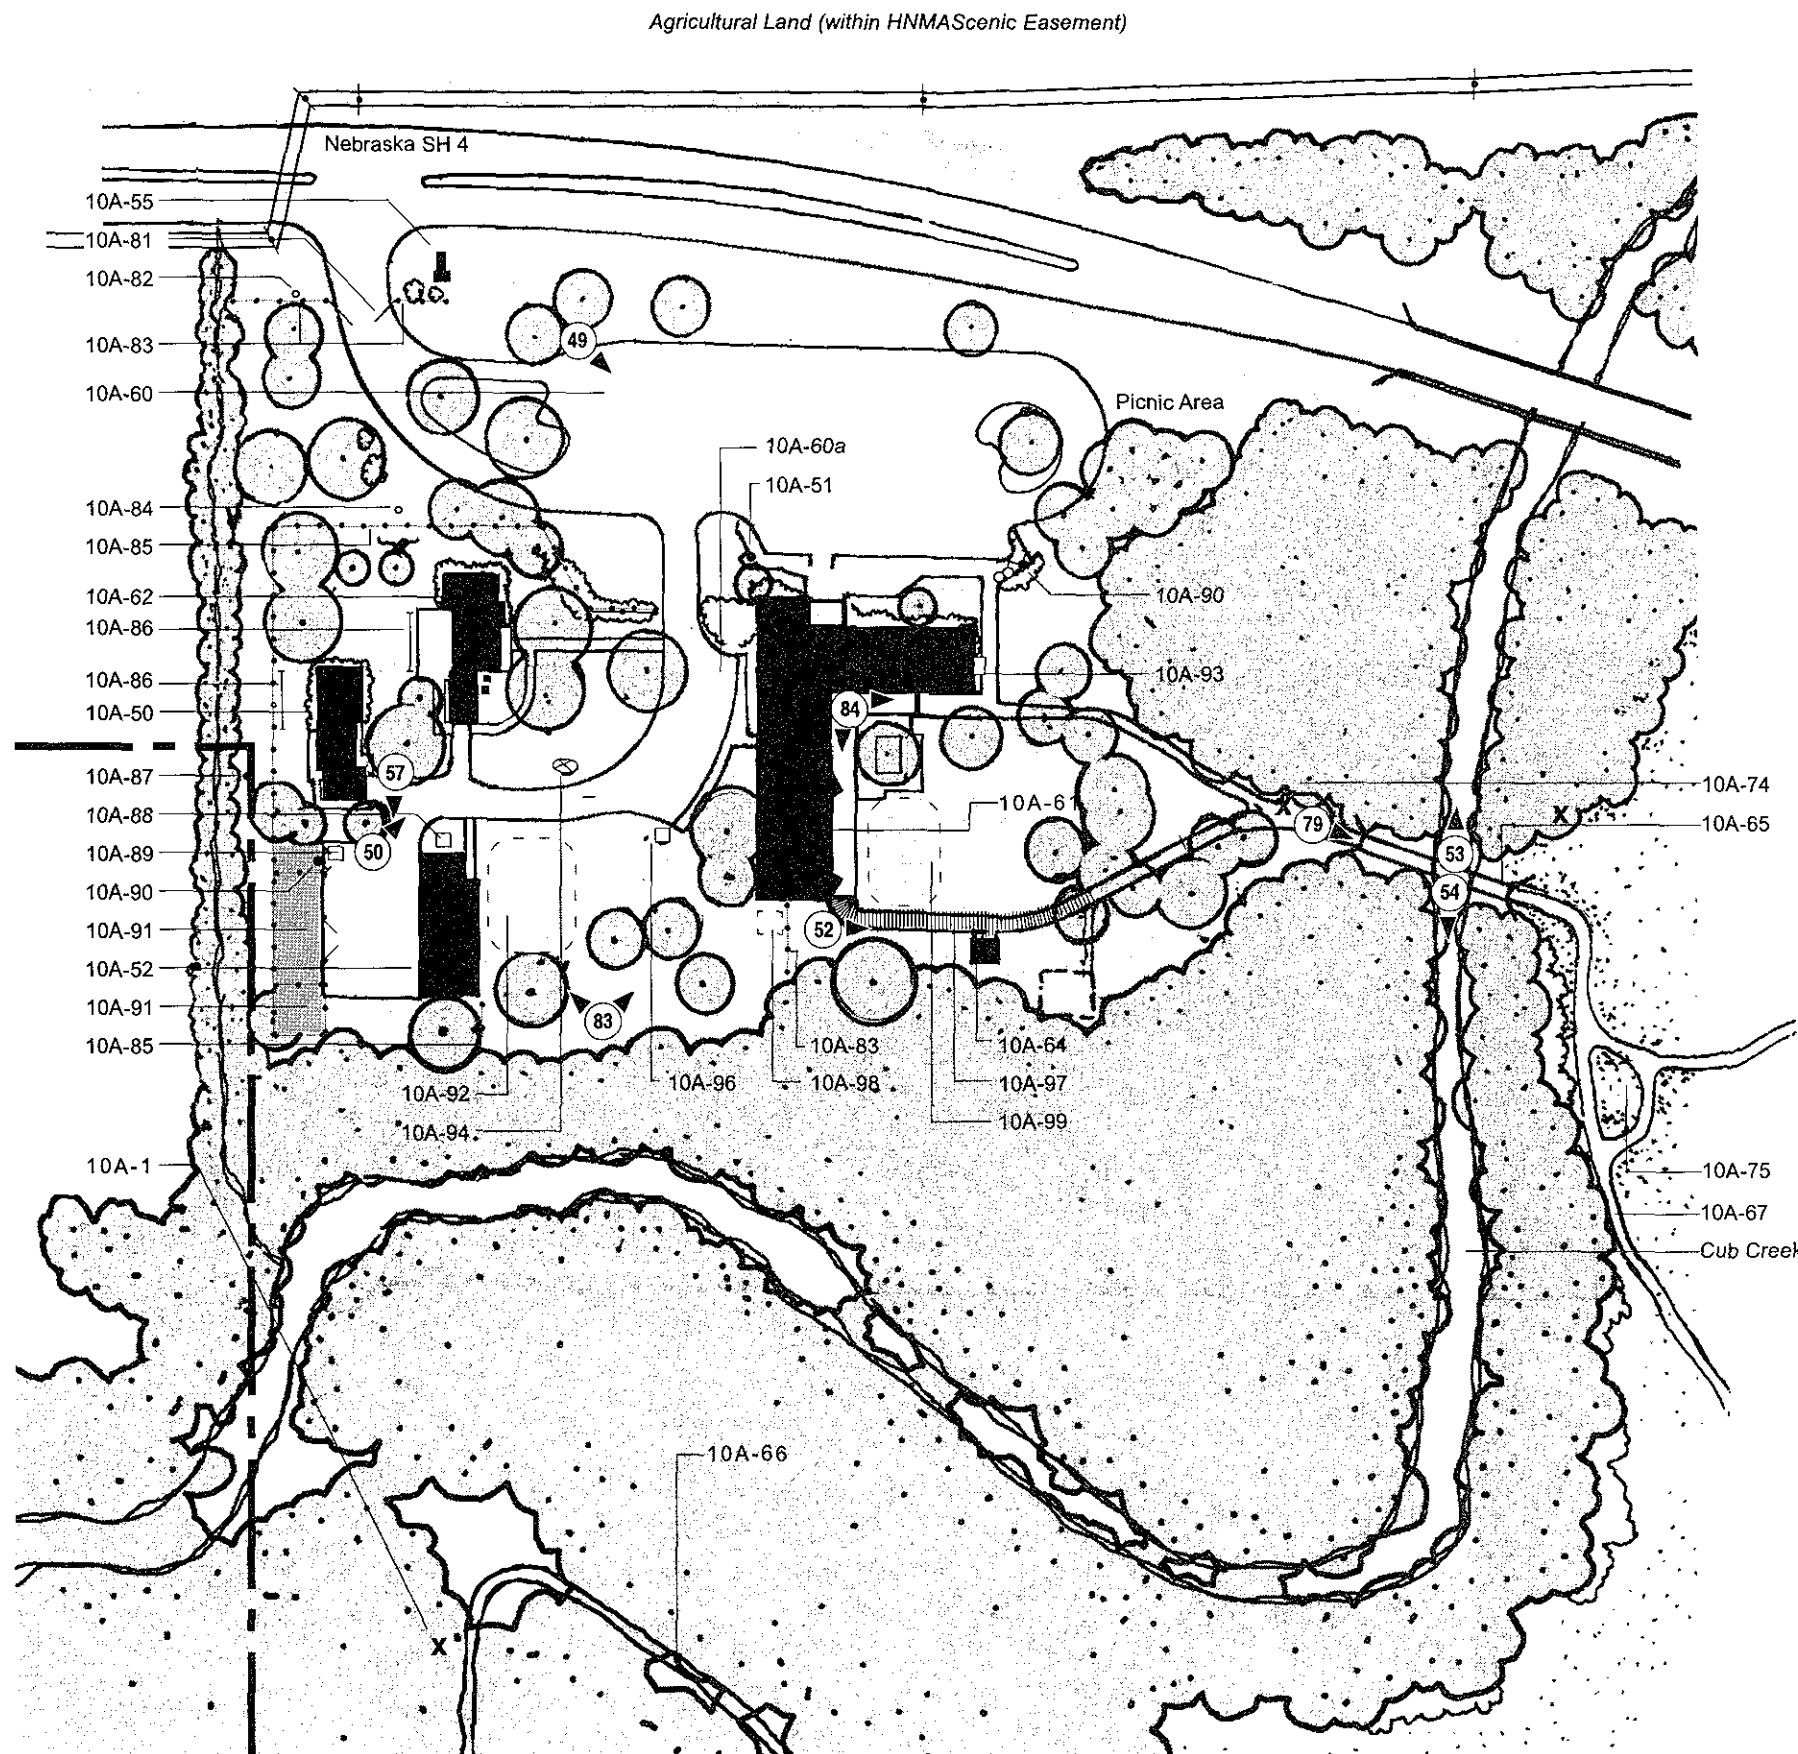 Agricultural Land (within HNMAScenic Easement)
Nebraska SH 4
10A-55
10A-81
10A-82
10A-83
49
10A-60
Picnic Area
10A-60a
10A-51
10A-84
10A-85
10A-62
10A-90
10A-86
10A-93
10A-86
10A-50
84
57
10A-87
10A-74
X
X
10A-61
10A-88
79
10A-65
50
10A-89
53
10A-90
54
10A-91
52
10A-52
10A-91
83
10A-85
10A-83
10A-64
10A-92
10A-96
10A-98
10A-97
10A-94
10A-99
10A-1
10A-75
10A-67
Cub Creek
10A-66
X